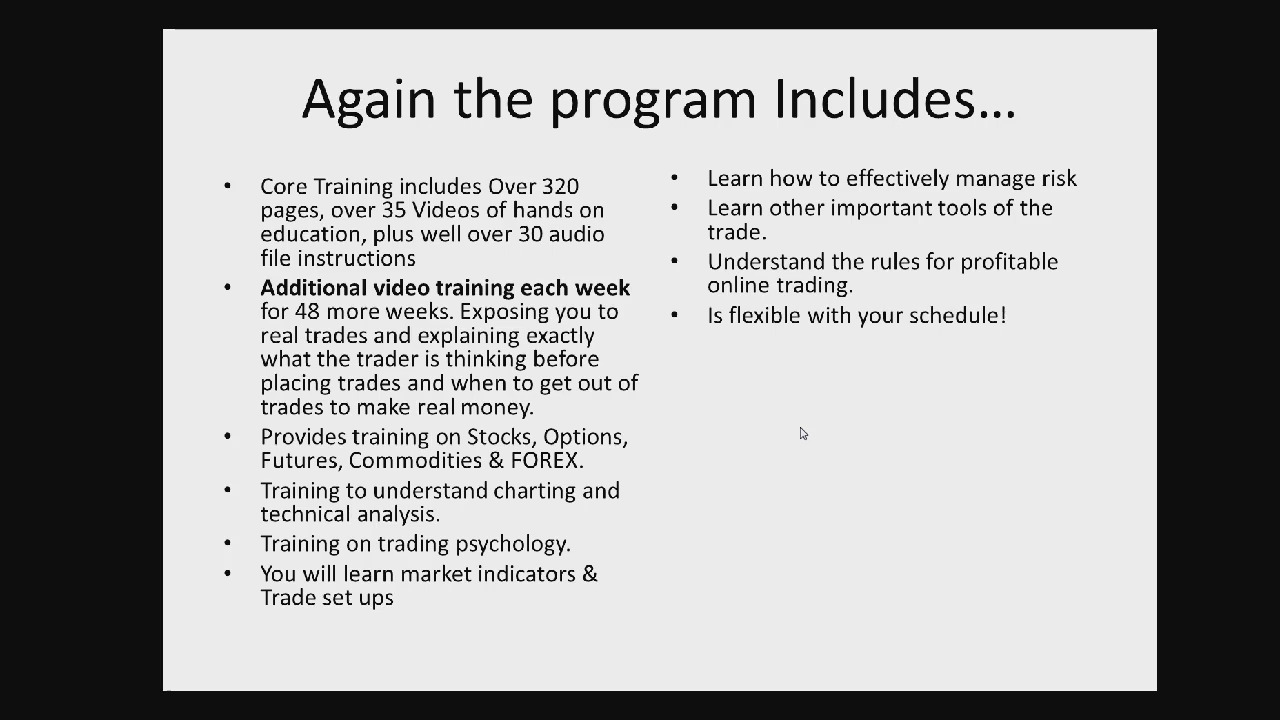 Again the program Includes...
• Core Training includes Over 320
pages, over 35 Videos of hands on
education, plus well over 30 audio
file instructions
• Additional video training each week
for 48 more weeks. Exposing you to
real trades and explaining exactly
what the trader is thinking before
placing trades and when to get out of
trades to make real money.
• Provides training on Stocks, Options,
Futures, Commodities & FOREX.
• Training to understand charting and
technical analysis.
• Training on trading psychology.
• You will learn market indicators &
Trade set ups
• Learn how to effectively manage risk
• Learn other important tools of the
trade.
• Understand the rules for profitable
online trading.
• Is flexible with your schedule!